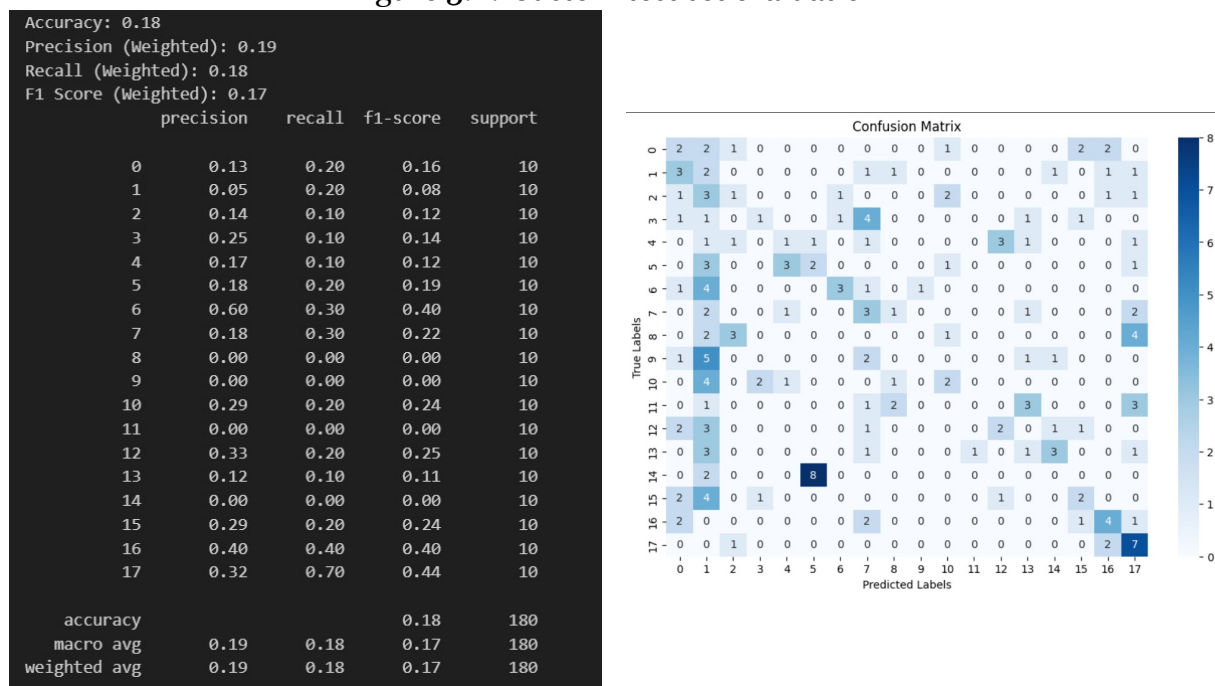 Accuracy: 0.18
Precision (Weighted): 0.19
Recall (Weighted): 0.18
F1 Score (Weighted): 0.17
precision recall f1-score support
0 0.13 0.20 0.16 10
1 0.05 0.20 0.08 10
2 0.14 0.10 0.12 10
3 0.25 0.10 0.14 10
4 0.17 0.10 0.12 10
5 0.18 0.20 0.19 10
6 0.60 0.30 0.40 10
7 0.18 0.30 0.22 10
8 0.00 0.00 0.00 10
9 0.00 0.00 0.00 10
10 0.29 0.20 0.24 10
11 0.00 0.00 0.00 10
12 0.33 0.20 0.25 10
13 0.12 0.10 0.11 10
14 0.00 0.00 0.00 10
15 0.29 0.20 0.24 10
16 0.40 0.40 0.40 10
17 0.32 0.70 0.44 10
accuracy 0.18 180
macro avg 0.19 0.18 0.17 180
weighted avg 0.19 0.18 0.17 180
Confusion Matrix
True Labels
0 2 2 1 0 0 0 0 0 0 0 1 0 0 0 0 2 2 0
1 3 2 0 0 0 0 0 1 1 0 0 0 0 0 1 0 1 1
2 1 3 1 0 0 0 1 0 0 0 2 0 0 0 0 0 1 1
3 1 1 0 1 0 0 1 4 0 0 0 0 0 1 0 1 0 0
4 0 1 1 0 1 1 0 1 0 0 0 0 3 1 0 0 0 1
5 0 3 0 0 3 2 0 0 0 0 1 0 0 0 0 0 0 1
6 1 4 0 0 0 0 3 1 0 1 0 0 0 0 0 0 0 0
7 0 2 0 0 1 0 0 3 1 0 0 0 0 1 0 0 0 2
8 0 2 3 0 0 0 0 0 0 0 1 0 0 0 0 0 0 4
9 1 5 0 0 0 0 0 2 0 0 0 0 0 1 1 0 0 0
10 0 4 0 2 1 0 0 0 1 0 2 0 0 0 0 0 0 0
11 0 1 0 0 0 0 0 1 2 0 0 0 0 3 0 0 0 3
12 2 3 0 0 0 0 0 1 0 0 0 0 2 0 1 1 0 0
13 0 3 0 0 0 0 0 1 0 0 0 1 0 1 3 0 0 1
14 0 2 0 0 0 8 0 0 0 0 0 0 0 0 0 0 0 0
15 2 4 0 1 0 0 0 0 0 0 0 0 1 0 0 2 0 0
16 2 0 0 0 0 0 0 2 0 0 0 0 0 0 0 1 4 1
17 0 0 1 0 0 0 0 0 0 0 0 0 0 0 0 0 2 7
0 1 2 3 4 5 6 7 8 9 10 11 12 13 14 15 16 17
Predicted Labels
8
7
6
5
4
3
2
1
0